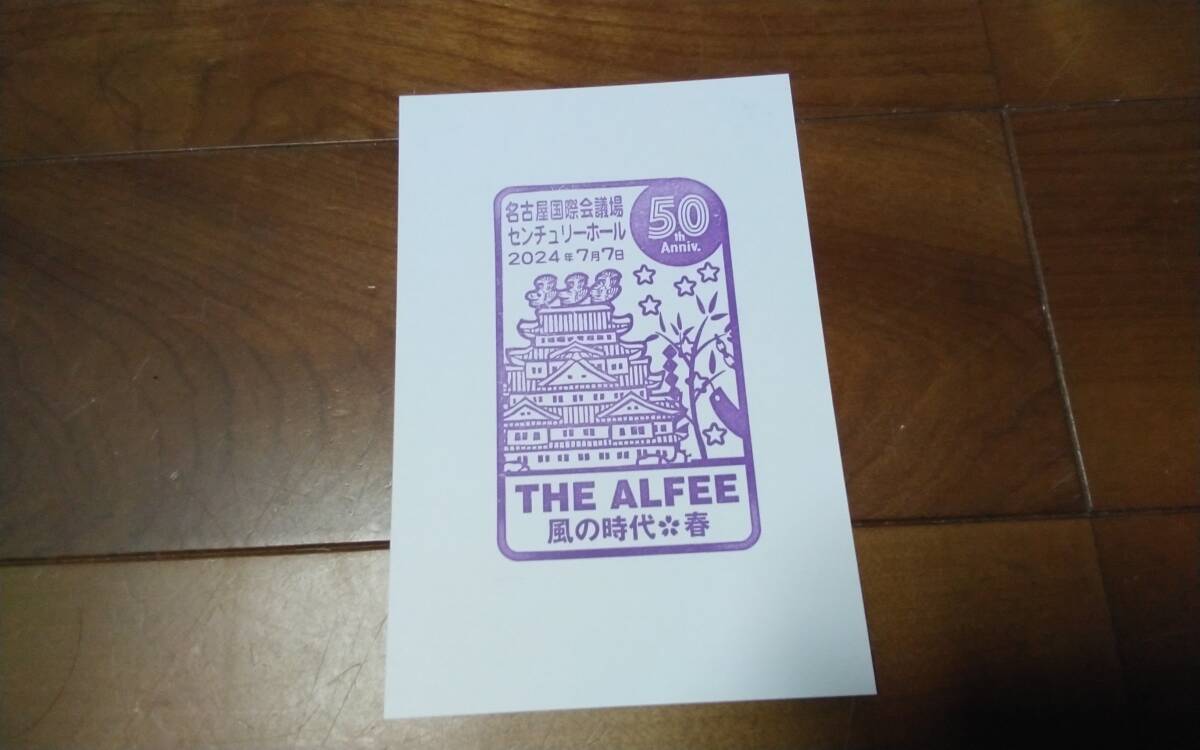 名古屋国際会議場
センチュリーホール
2024年7月7日
50
th
Anniv.
THE ALFEE
風の時代✿春